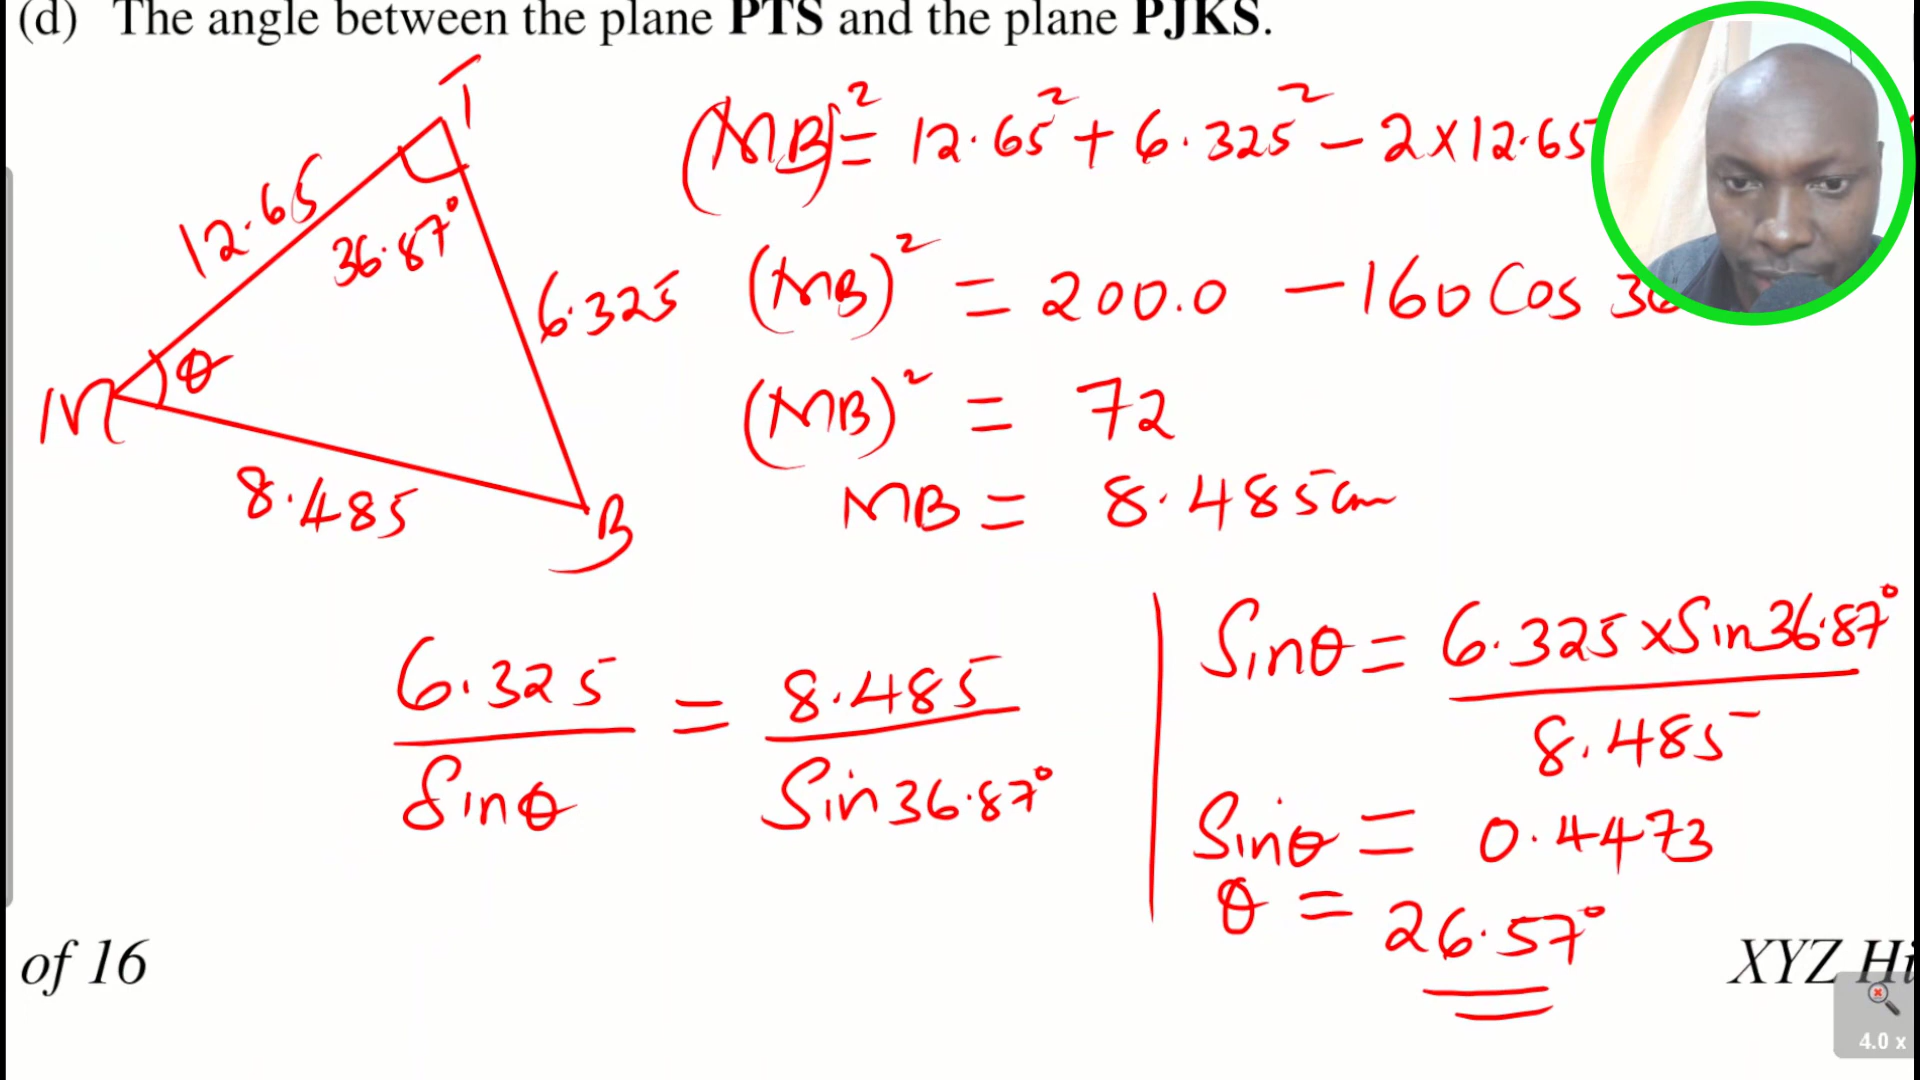 (d) The angle between the plane PTS and the plane PJKS.
T
12.65
36.87°
6.325
θ
M
8.485
B
(MB)² = 12.65² + 6.325² - 2×12.65
(MB)² = 200.0 - 160 Cos 36
(MB)² = 72
MB = 8.485cm
6.325 / Sinθ = 8.485 / Sin36.87°
Sinθ = 6.325 × Sin36.87° / 8.485
Sinθ = 0.4473
θ = 26.57°
of 16
XYZ Hi
4.0 x